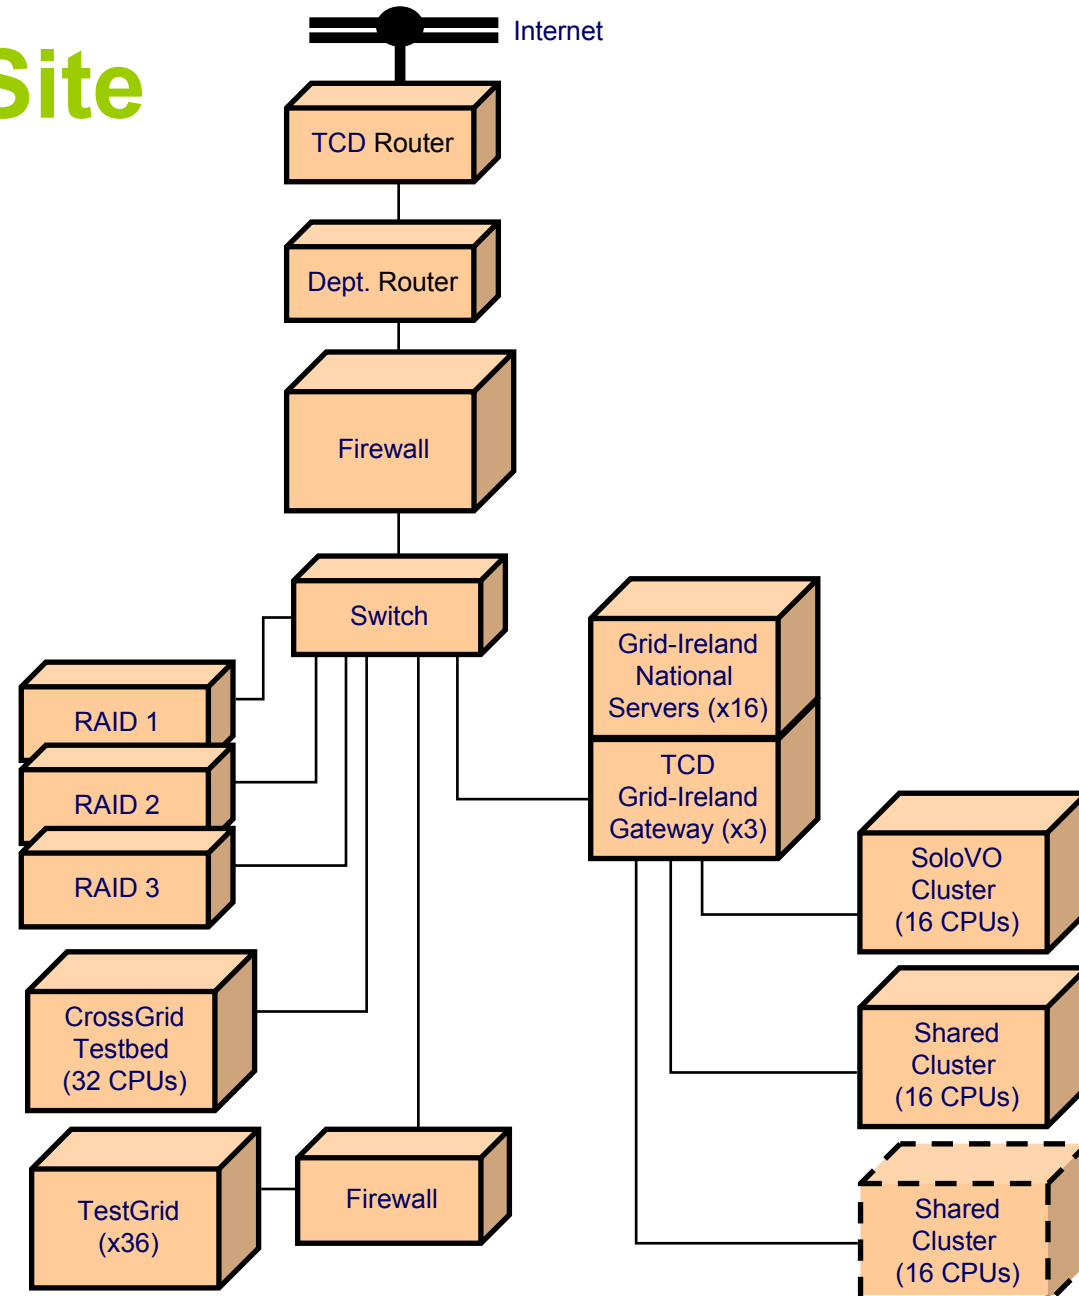 Site
Internet
TCD Router
Dept. Router
Firewall
Switch
RAID 1
RAID 2
RAID 3
CrossGrid
Testbed
(32 CPUs)
TestGrid
(x36)
Firewall
Grid-Ireland
National
Servers (x16)
TCD
Grid-Ireland
Gateway (x3)
SoloVO
Cluster
(16 CPUs)
Shared
Cluster
(16 CPUs)
Shared
Cluster
(16 CPUs)